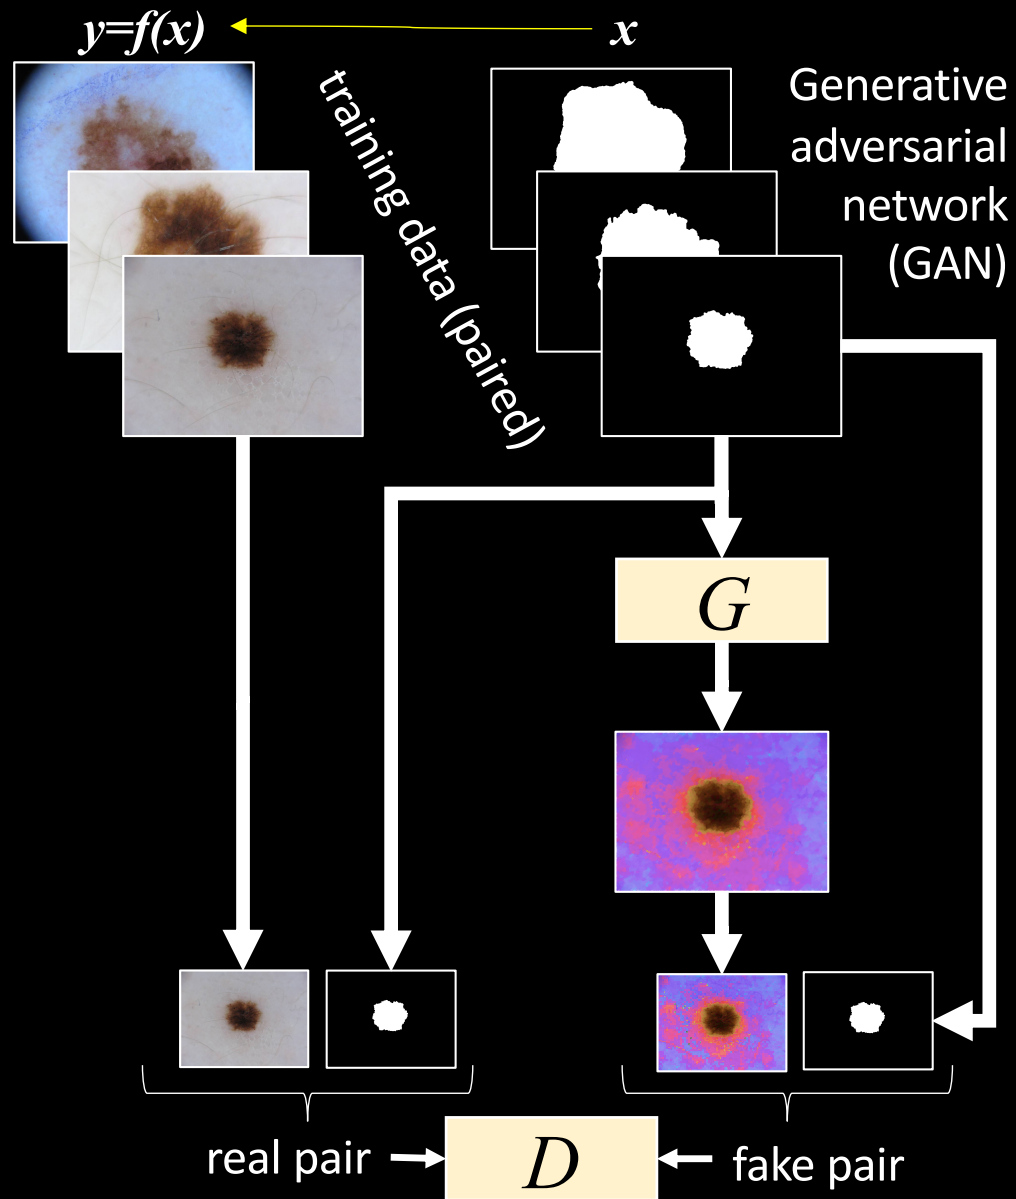 y=f(x)
x
training data (paired)
Generative
adversarial
network
(GAN)
G
real pair
D
fake pair